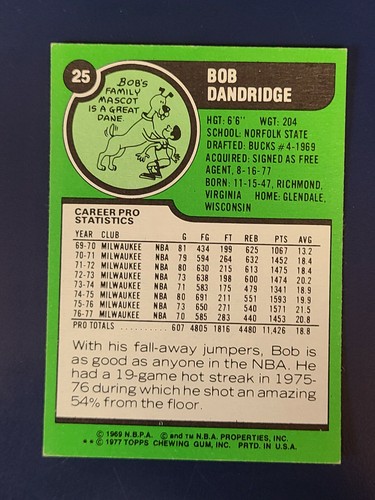 25
BOB
DANDRIDGE
BOB'S
FAMILY
MASCOT
IS A GREAT
DANE.
HGT: 6'6" WGT: 204
SCHOOL: NORFOLK STATE
DRAFTED: BUCKS #4-1969
ACQUIRED: SIGNED AS FREE
AGENT, 8-16-77
BORN: 11-15-47, RICHMOND,
VIRGINIA HOME: GLENDALE,
WISCONSIN
CAREER PRO
STATISTICS
YEAR CLUB G FG FT REB PTS AVG
69-70 MILWAUKEE NBA 81 434 199 625 1067 13.2
70-71 MILWAUKEE NBA 79 594 264 632 1452 18.4
71-72 MILWAUKEE NBA 80 630 215 613 1475 18.4
72-73 MILWAUKEE NBA 73 638 198 600 1474 20.2
73-74 MILWAUKEE NBA 71 583 175 479 1341 18.9
74-75 MILWAUKEE NBA 80 691 211 551 1593 19.9
75-76 MILWAUKEE NBA 73 650 271 540 1571 21.5
76-77 MILWAUKEE NBA 70 585 283 440 1453 20.8
PRO TOTALS .......... 607 4805 1816 4480 11,426 18.8
With his fall-away jumpers, Bob is
as good as anyone in the NBA. He
had a 19-game hot streak in 1975-
76 during which he shot an amazing
54% from the floor.
© 1969 N.B.P.A. © and TM N.B.A. PROPERTIES, INC.
** © 1977 TOPPS CHEWING GUM, INC. PRTD. IN U.S.A.